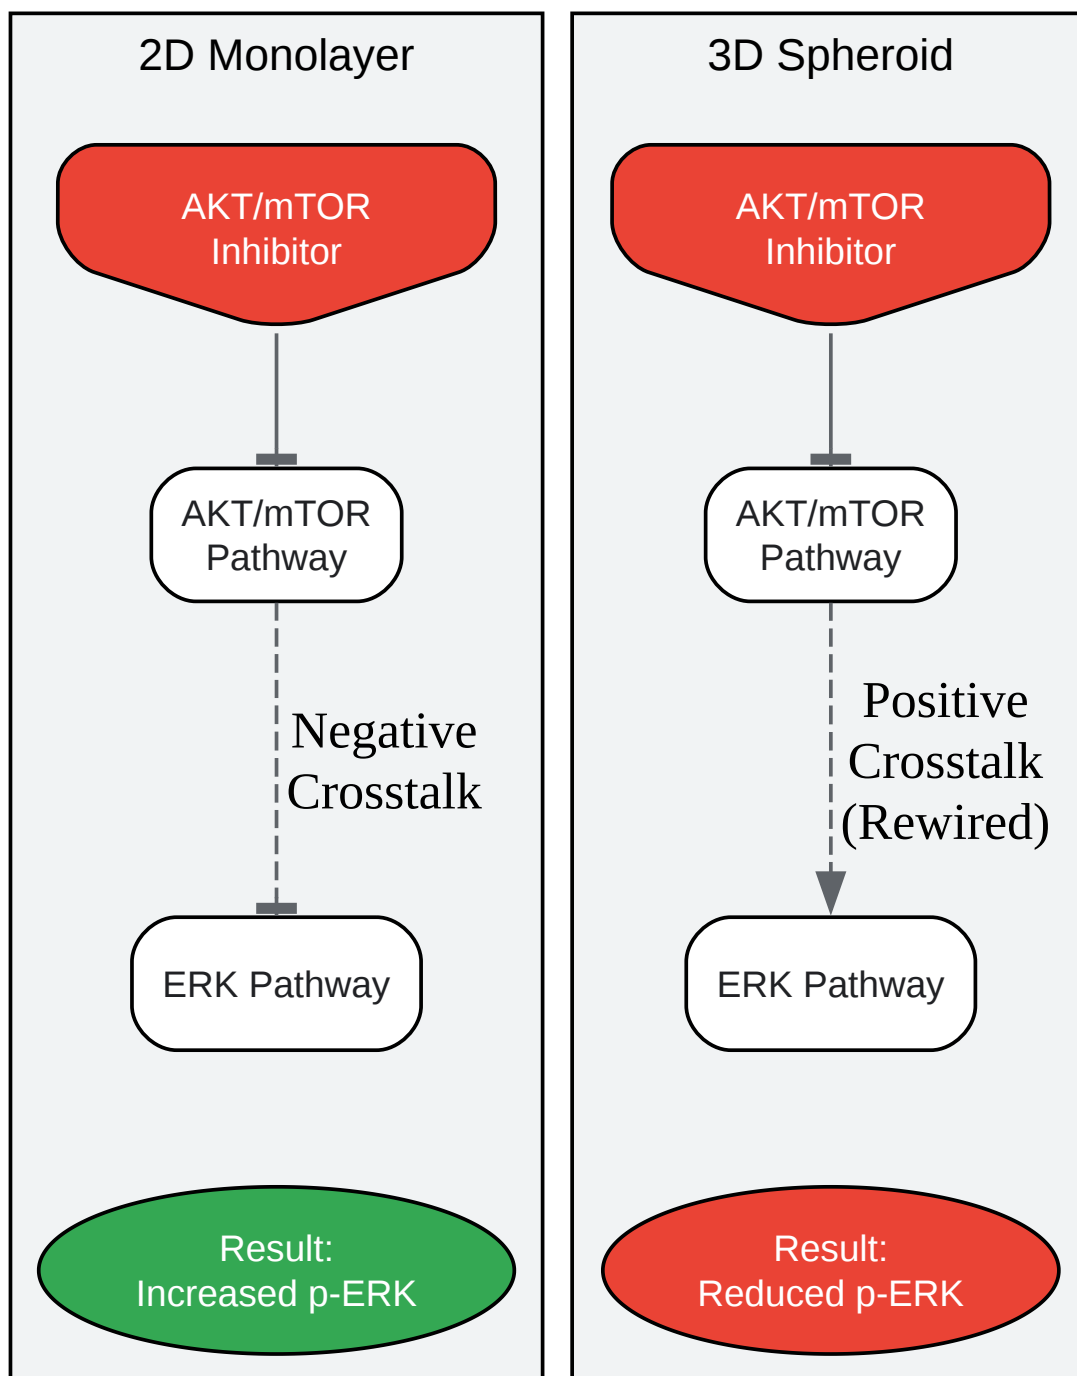 2D Monolayer
AKT/mTOR
Inhibitor
AKT/mTOR
Pathway
Negative
Crosstalk
ERK Pathway
Result:
Increased p-ERK
3D Spheroid
AKT/mTOR
Inhibitor
AKT/mTOR
Pathway
Positive
Crosstalk
(Rewired)
ERK Pathway
Result:
Reduced p-ERK